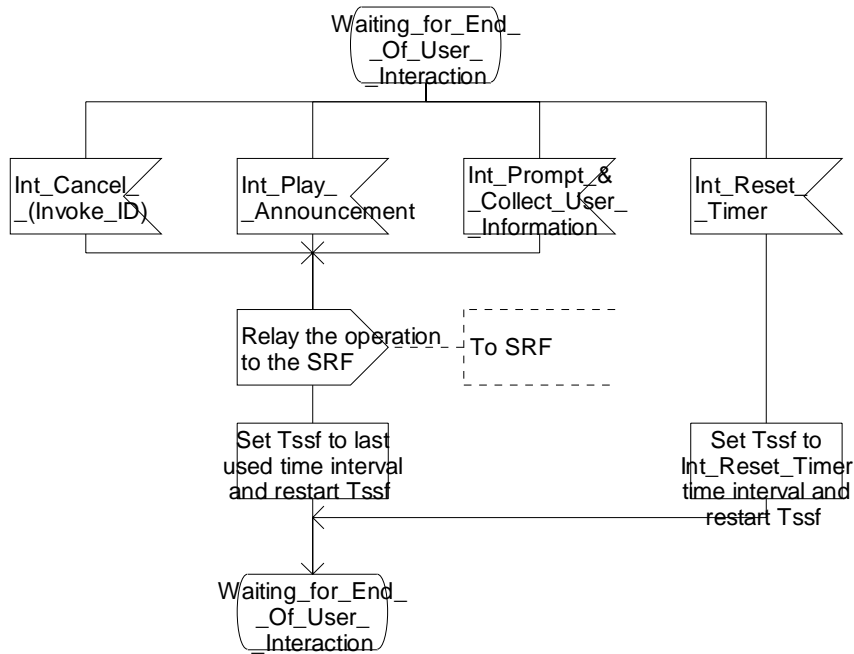 Waiting_for_End_
_Of_User_
_Interaction
Int_Cancel_
_(Invoke_ID)
Int_Play_
_Announcement
Int_Prompt_&
_Collect_User_
_Information
Int_Reset_
_Timer
Relay the operation
to the SRF
To SRF
Set Tssf to last
used time interval
and restart Tssf
Set Tssf to
Int_Reset_Timer
time interval and
restart Tssf
Waiting_for_End_
_Of_User_
_Interaction